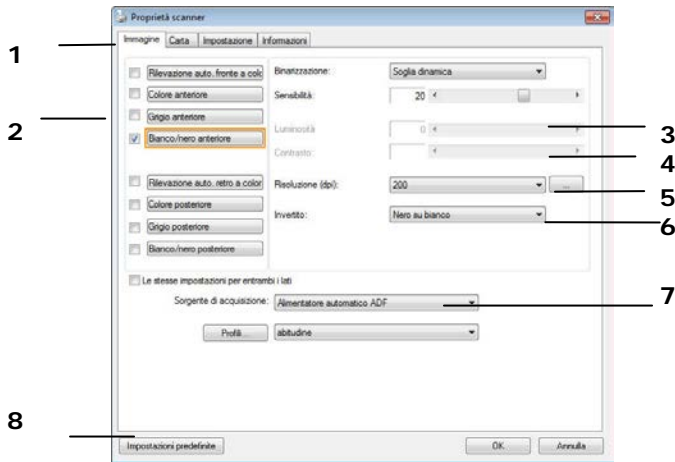 Proprietà scanner
Immagine Carta Impostazione Informazioni
1
Rilevazione auto. fronte a colc
Binarizzazione: Soglia dinamica
Colore anteriore
Sensibilità: 20
2
Grigio anteriore
Luminosità 0
3
Bianco/nero anteriore
Contrasto:
4
Rilevazione auto. retro a color
Risoluzione (dpi): 200 ...
5
Colore posteriore
Invertito: Nero su bianco
6
Grigio posteriore
Bianco/nero posteriore
Le stesse impostazioni per entrambi i lati
Sorgente di acquisizione: Alimentatore automatico ADF
7
Profili... abitudine
8
Impostazioni predefinite OK Annulla